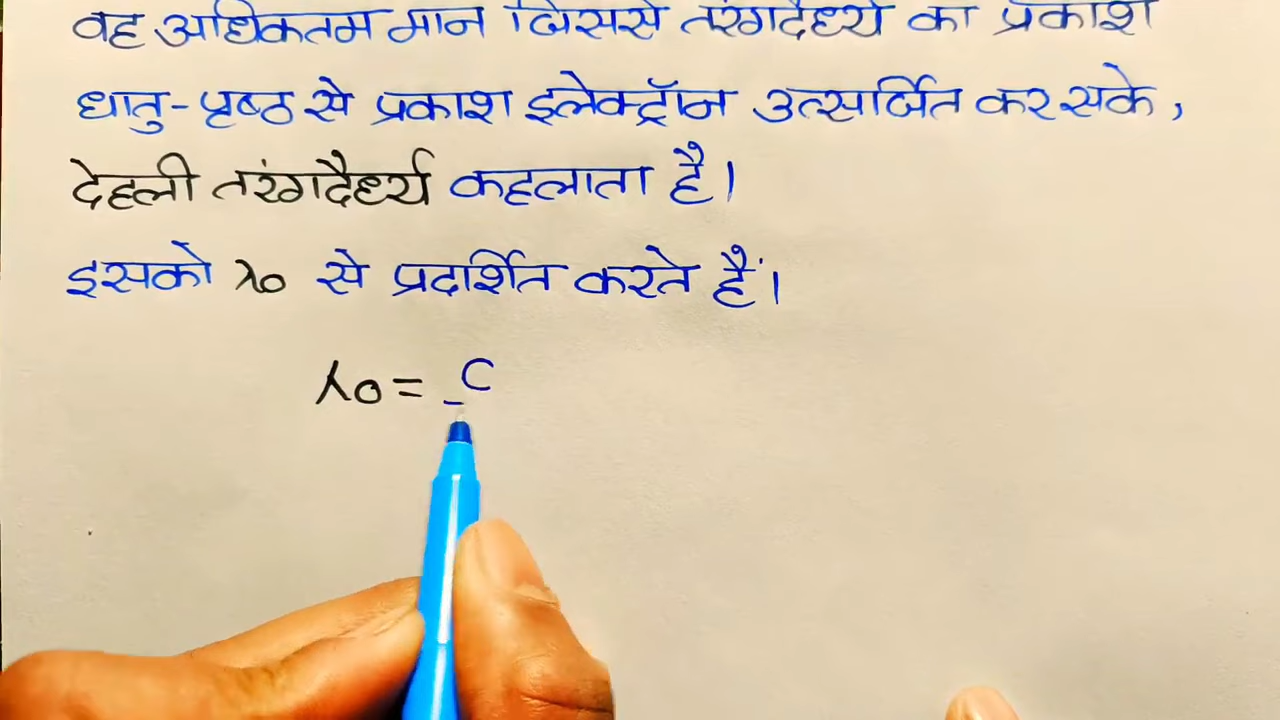 वह अधिकतम मान जिससे तरंगदैर्ध्य का प्रकाश
धातु-पृष्ठ से प्रकाश इलेक्ट्रॉन उत्सर्जित कर सके,
देहली तरंगदैर्ध्य कहलाता है।
इसको λ0 से प्रदर्शित करते हैं।
λ0 = C